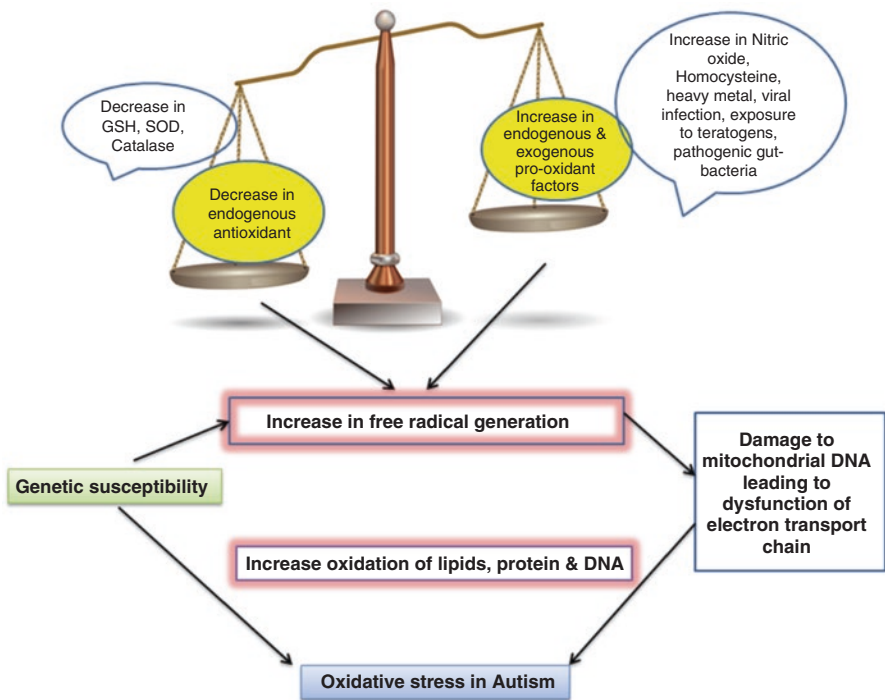 Decrease in
GSH, SOD,
Catalase
Decrease in
endogenous
antioxidant
Increase in
endogenous &
exogenous
pro-oxidant
factors
Increase in Nitric
oxide,
Homocysteine,
heavy metal, viral
infection, exposure
to teratogens,
pathogenic gut-
bacteria
Increase in free radical generation
Genetic susceptibility
Damage to
mitochondrial DNA
leading to
dysfunction of
electron transport
chain
Increase oxidation of lipids, protein & DNA
Oxidative stress in Autism